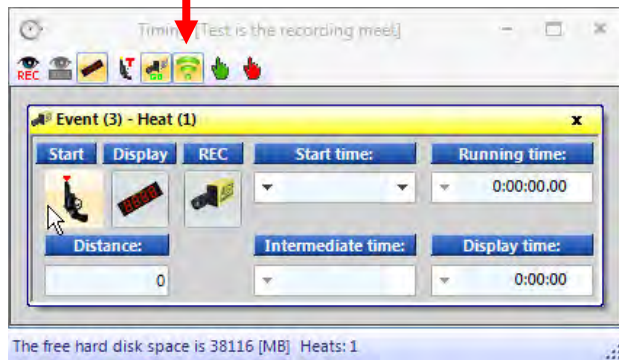 Timing [Test is the recording meet]
REC
Event (3) - Heat (1)
x
Start Display REC Start time: Running time:
0:00:00.00
Distance: Intermediate time: Display time:
0 0:00:00
The free hard disk space is 38116 [MB] Heats: 1